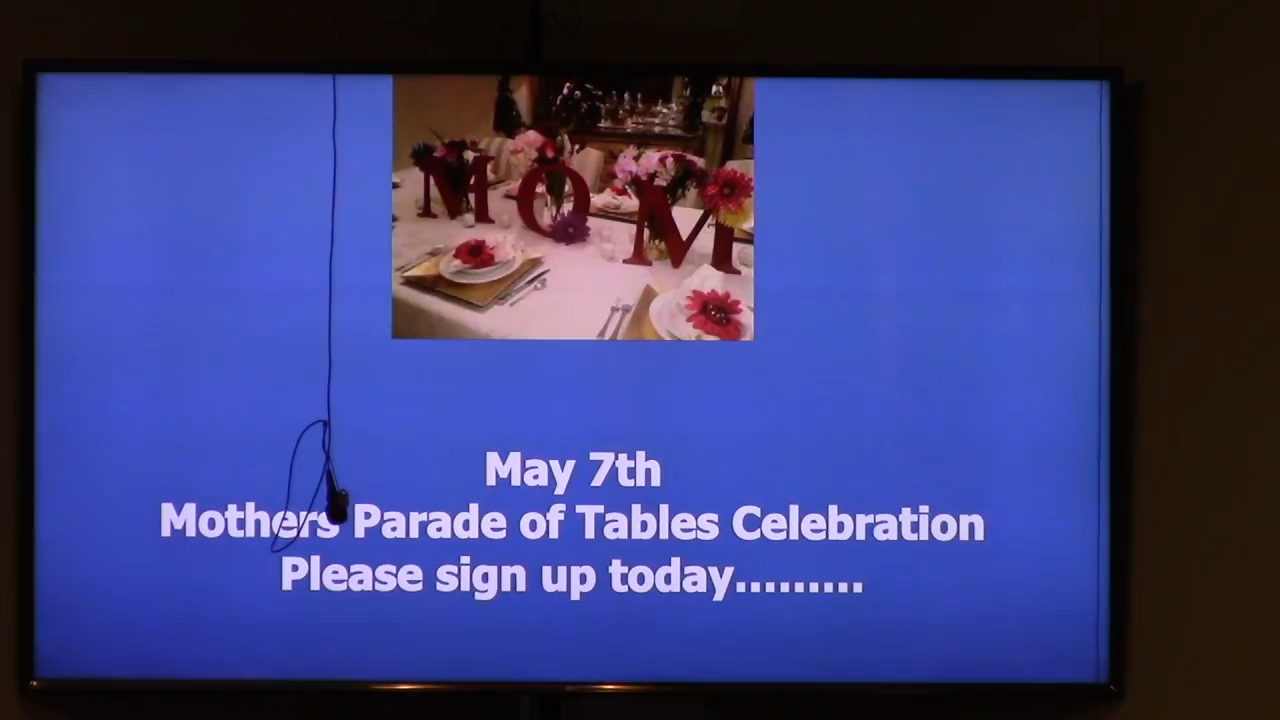 MOM
May 7th
Mothers Parade of Tables Celebration
Please sign up today.........